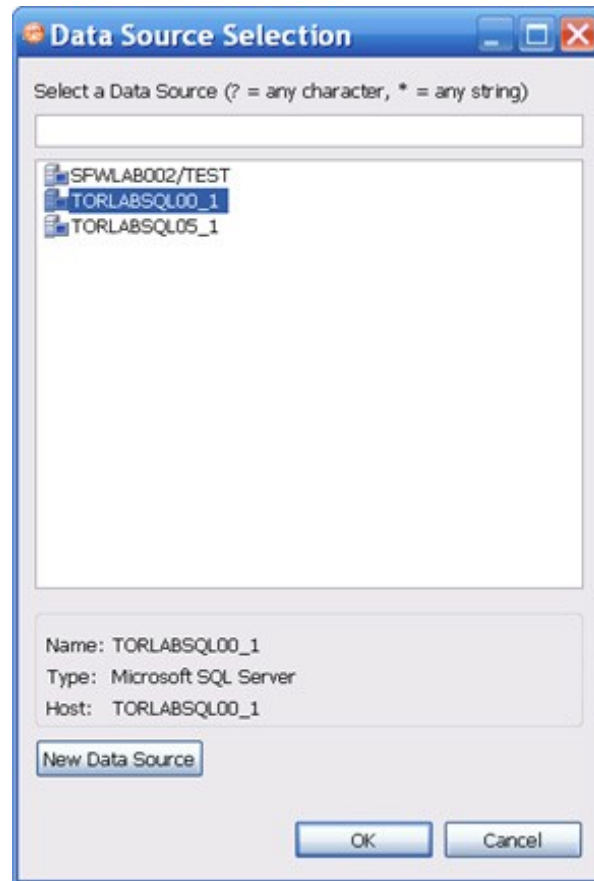 Data Source Selection
Select a Data Source (? = any character, * = any string)
SFWLAB002/TEST
TORLABSQL00_1
TORLABSQL05_1
Name: TORLABSQL00_1
Type: Microsoft SQL Server
Host: TORLABSQL00_1
New Data Source
OK Cancel